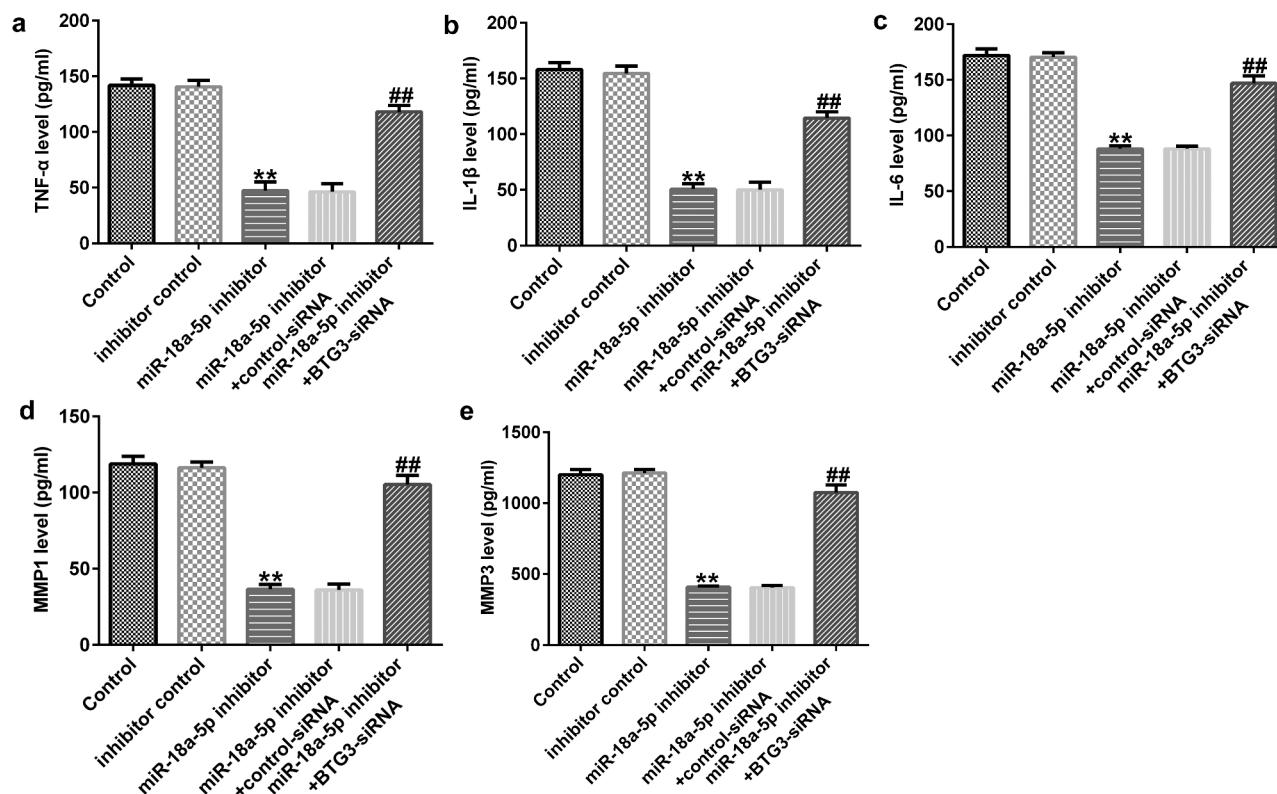 a
TNF-α level (pg/ml)
200
150
100
50
0
**
##
Control
inhibitor control
miR-18a-5p inhibitor
miR-18a-5p inhibitor
+control-siRNA
miR-18a-5p inhibitor
+BTG3-siRNA
b
IL-1β level (pg/ml)
200
150
100
50
0
**
##
Control
inhibitor control
miR-18a-5p inhibitor
miR-18a-5p inhibitor
+control-siRNA
miR-18a-5p inhibitor
+BTG3-siRNA
c
IL-6 level (pg/ml)
200
150
100
50
0
**
##
Control
inhibitor control
miR-18a-5p inhibitor
miR-18a-5p inhibitor
+control-siRNA
miR-18a-5p inhibitor
+BTG3-siRNA
d
MMP1 level (pg/ml)
150
100
50
0
**
##
Control
inhibitor control
miR-18a-5p inhibitor
miR-18a-5p inhibitor
+control-siRNA
miR-18a-5p inhibitor
+BTG3-siRNA
e
MMP3 level (pg/ml)
1500
1000
500
0
**
##
Control
inhibitor control
miR-18a-5p inhibitor
miR-18a-5p inhibitor
+control-siRNA
miR-18a-5p inhibitor
+BTG3-siRNA